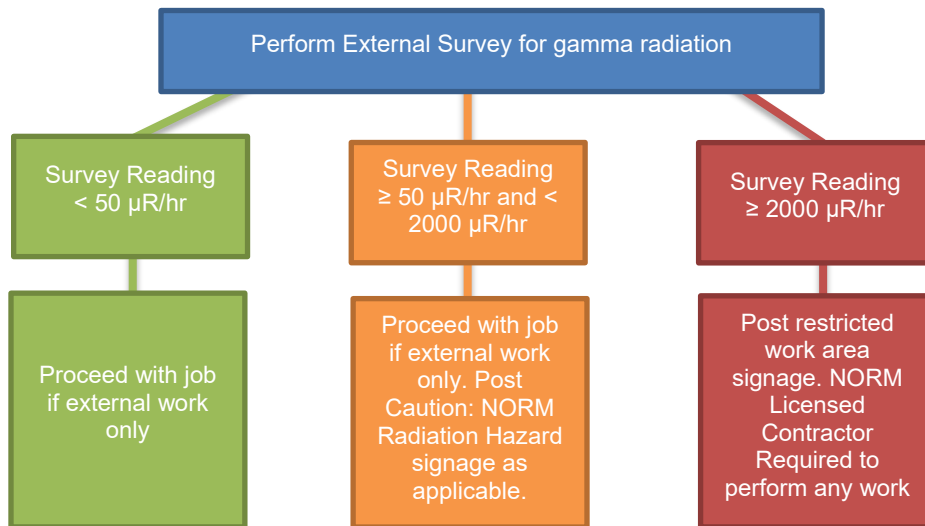 Perform External Survey for gamma radiation
Survey Reading
< 50 µR/hr
Survey Reading
≥ 50 µR/hr and <
2000 µR/hr
Survey Reading
≥ 2000 µR/hr
Proceed with job
if external work
only
Proceed with job
if external work
only. Post
Caution: NORM
Radiation Hazard
signage as
applicable.
Post restricted
work area
signage. NORM
Licensed
Contractor
Required to
perform any work